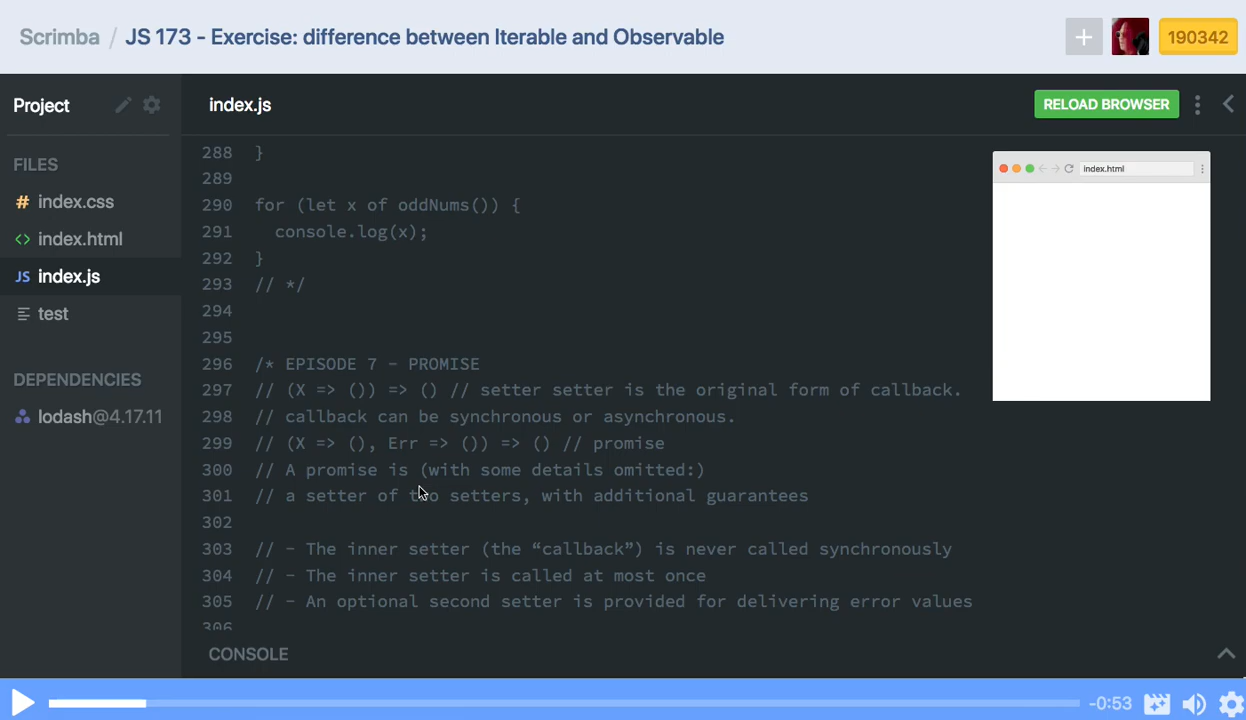 Scrimba / JS 173 - Exercise: difference between Iterable and Observable
+
190342
Project
index.js
RELOAD BROWSER
FILES
# index.css
<> index.html
JS index.js
test
DEPENDENCIES
lodash@4.17.11
288 }
289
290 for (let x of oddNums()) {
291 console.log(x);
292 }
293 // */
294
295
296 /* EPISODE 7 - PROMISE
297 // (X => ()) => () // setter setter is the original form of callback.
298 // callback can be synchronous or asynchronous.
299 // (X => (), Err => ()) => () // promise
300 // A promise is (with some details omitted:)
301 // a setter of two setters, with additional guarantees
302
303 // - The inner setter (the “callback”) is never called synchronously
304 // - The inner setter is called at most once
305 // - An optional second setter is provided for delivering error values
306
index.html
CONSOLE
-0:53